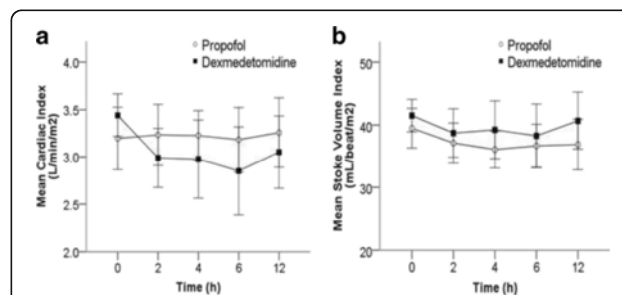 a
Propofol
Dexmedetomidine
4.0
3.5
3.0
2.5
2.0
Mean Cardiac Index
(L/min/m2)
0 2 4 6 12
Time (h)
b
Propofol
Dexmedetomidine
50
40
30
20
Mean Stoke Volume Index
(mL/beat/m2)
0 2 4 6 12
Time (h)